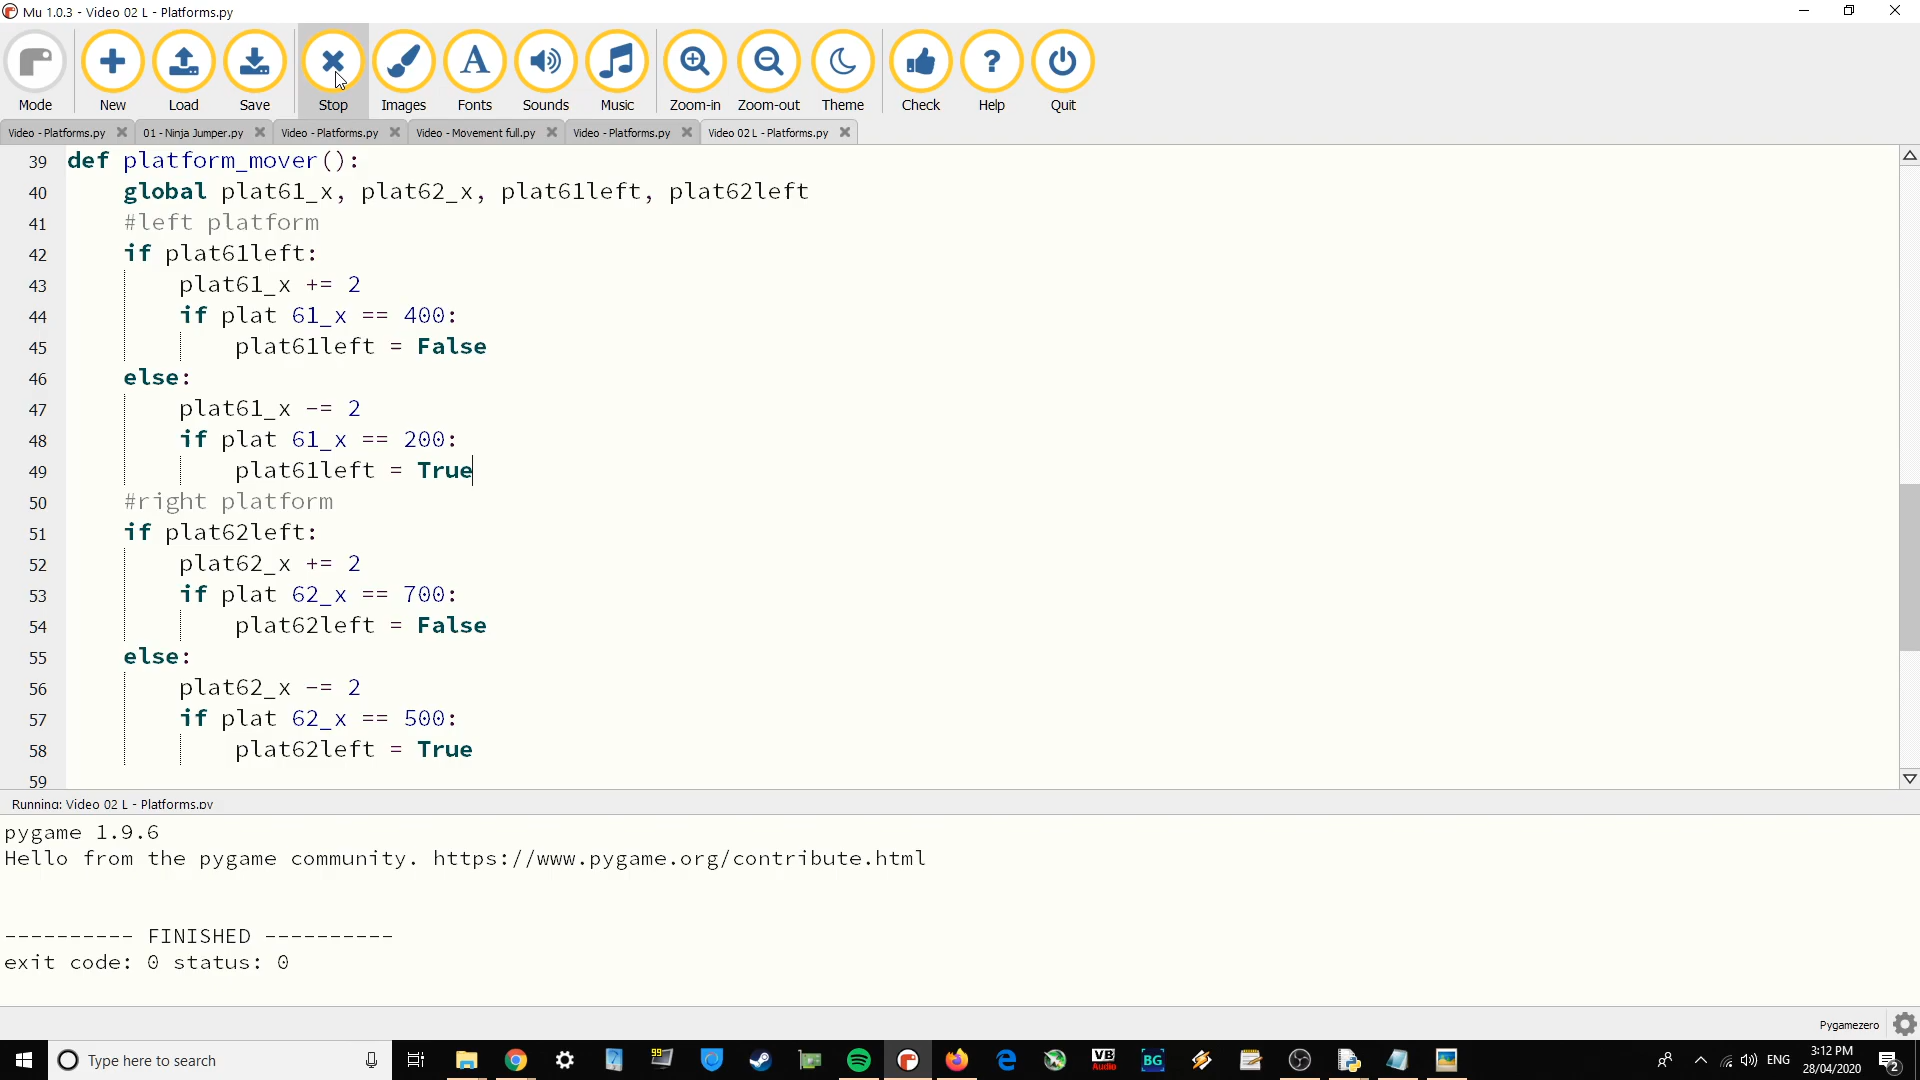 Mu 1.0.3 - Video 02 L - Platforms.py
Mode New Load Save Stop Images Fonts Sounds Music Zoom-in Zoom-out Theme Check Help Quit
Video - Platforms.py 01 - Ninja Jumper.py Video - Platforms.py Video - Movement full.py Video - Platforms.py Video 02 L - Platforms.py
39 def platform_mover():
40 global plat61_x, plat62_x, plat61left, plat62left
41 #left platform
42 if plat61left:
43 plat61_x += 2
44 if plat 61_x == 400:
45 plat61left = False
46 else:
47 plat61_x -= 2
48 if plat 61_x == 200:
49 plat61left = True
50 #right platform
51 if plat62left:
52 plat62_x += 2
53 if plat 62_x == 700:
54 plat62left = False
55 else:
56 plat62_x -= 2
57 if plat 62_x == 500:
58 plat62left = True
59
Running: Video 02 L - Platforms.py
pygame 1.9.6
Hello from the pygame community. https://www.pygame.org/contribute.html
---------- FINISHED ----------
exit code: 0 status: 0
Pygamezero
Type here to search
99
VB Audio
BG
ENG
3:12 PM
28/04/2020
2